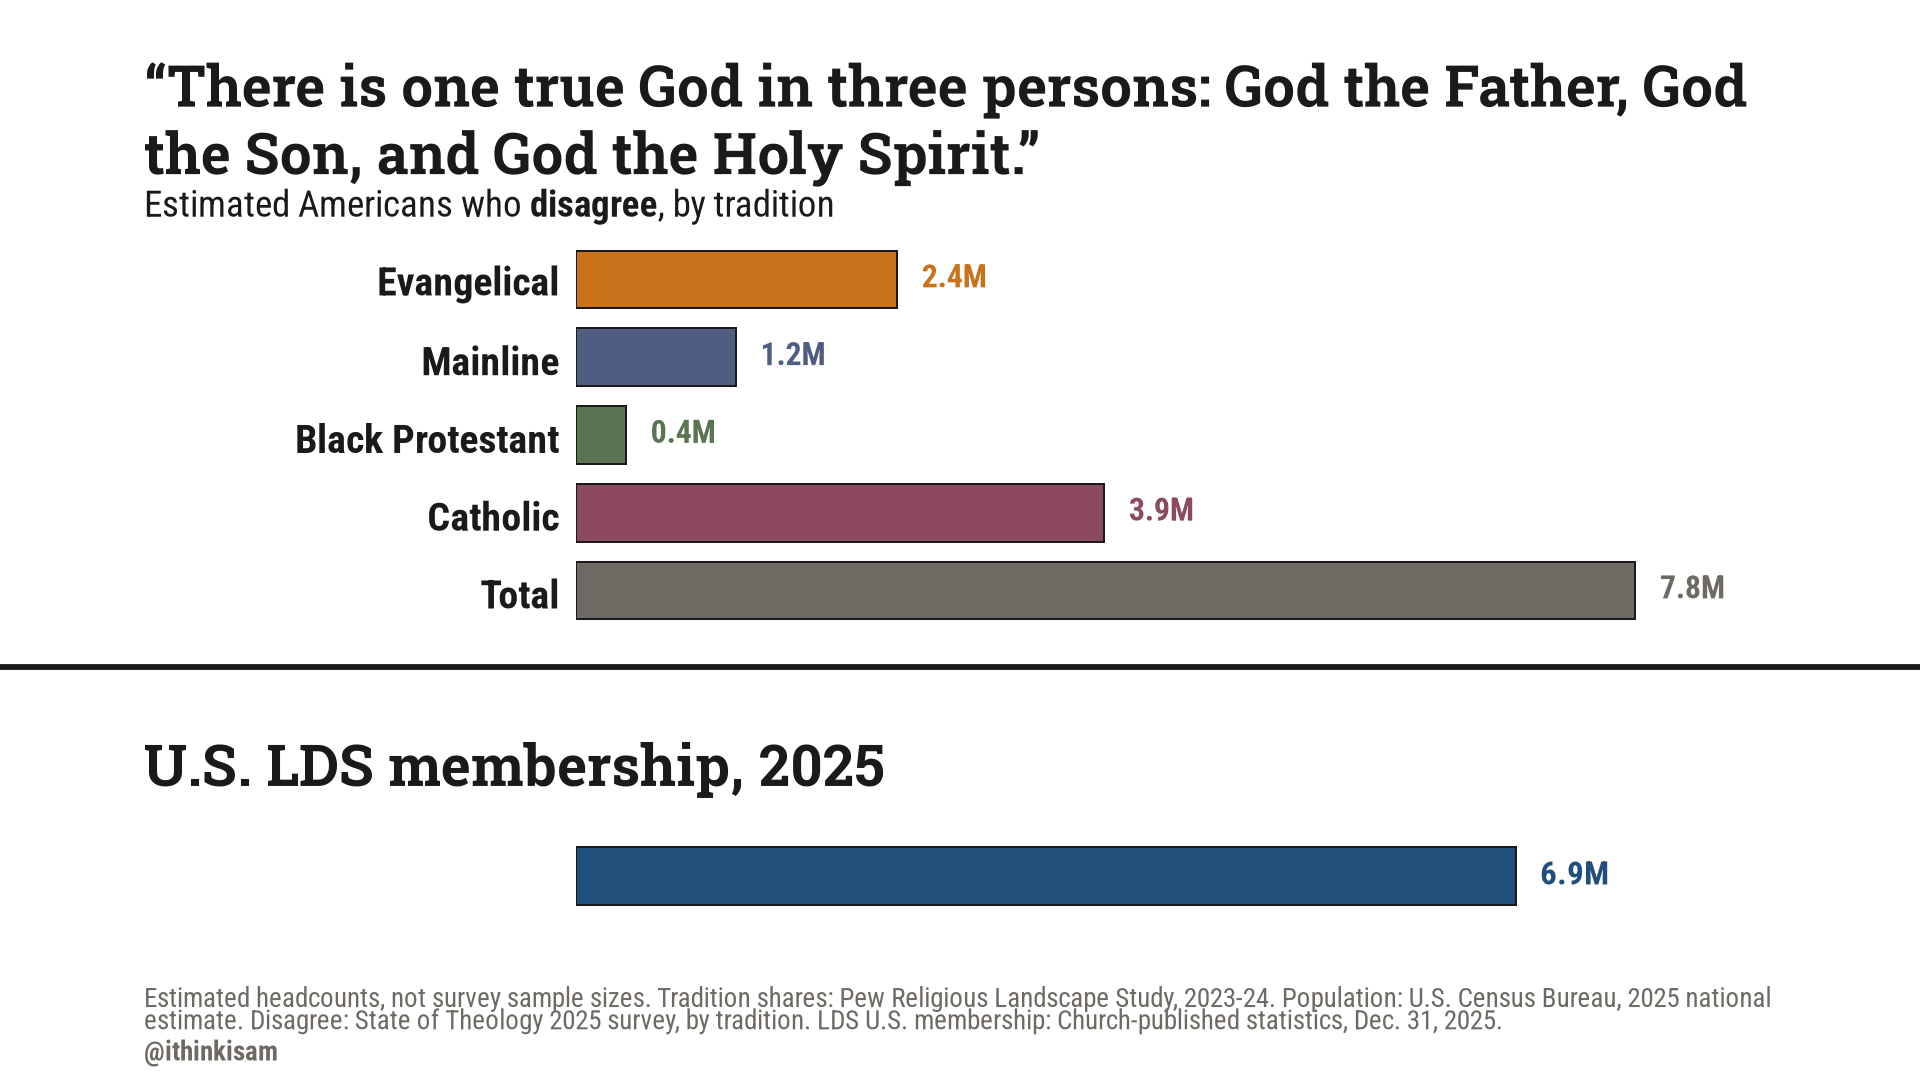 “There is one true God in three persons: God the Father, God
the Son, and God the Holy Spirit.”
Estimated Americans who disagree, by tradition
Evangelical 2.4M
Mainline 1.2M
Black Protestant 0.4M
Catholic 3.9M
Total 7.8M
U.S. LDS membership, 2025
6.9M
Estimated headcounts, not survey sample sizes. Tradition shares: Pew Religious Landscape Study, 2023-24. Population: U.S. Census Bureau, 2025 national
estimate. Disagree: State of Theology 2025 survey, by tradition. LDS U.S. membership: Church-published statistics, Dec. 31, 2025.
@ithinkisam